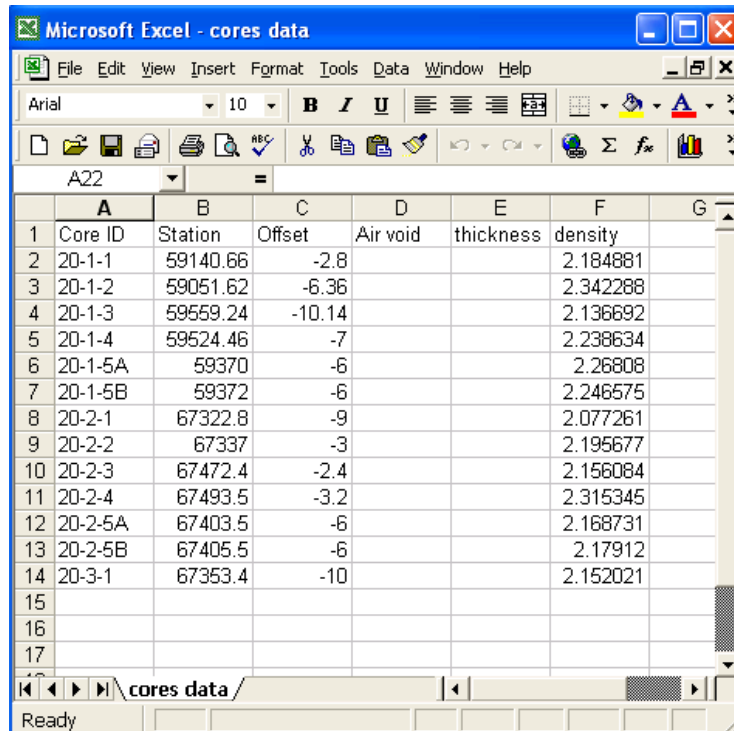 Microsoft Excel - cores data
File Edit View Insert Format Tools Data Window Help
Arial 10 B I U A
ABC Σ fx
A22 =
A B C D E F G
1 Core ID Station Offset Air void thickness density
2 20-1-1 59140.66 -2.8 2.184881
3 20-1-2 59051.62 -6.36 2.342288
4 20-1-3 59559.24 -10.14 2.136692
5 20-1-4 59524.46 -7 2.238634
6 20-1-5A 59370 -6 2.26808
7 20-1-5B 59372 -6 2.246575
8 20-2-1 67322.8 -9 2.077261
9 20-2-2 67337 -3 2.195677
10 20-2-3 67472.4 -2.4 2.156084
11 20-2-4 67493.5 -3.2 2.315345
12 20-2-5A 67403.5 -6 2.168731
13 20-2-5B 67405.5 -6 2.17912
14 20-3-1 67353.4 -10 2.152021
15
16
17
cores data
Ready